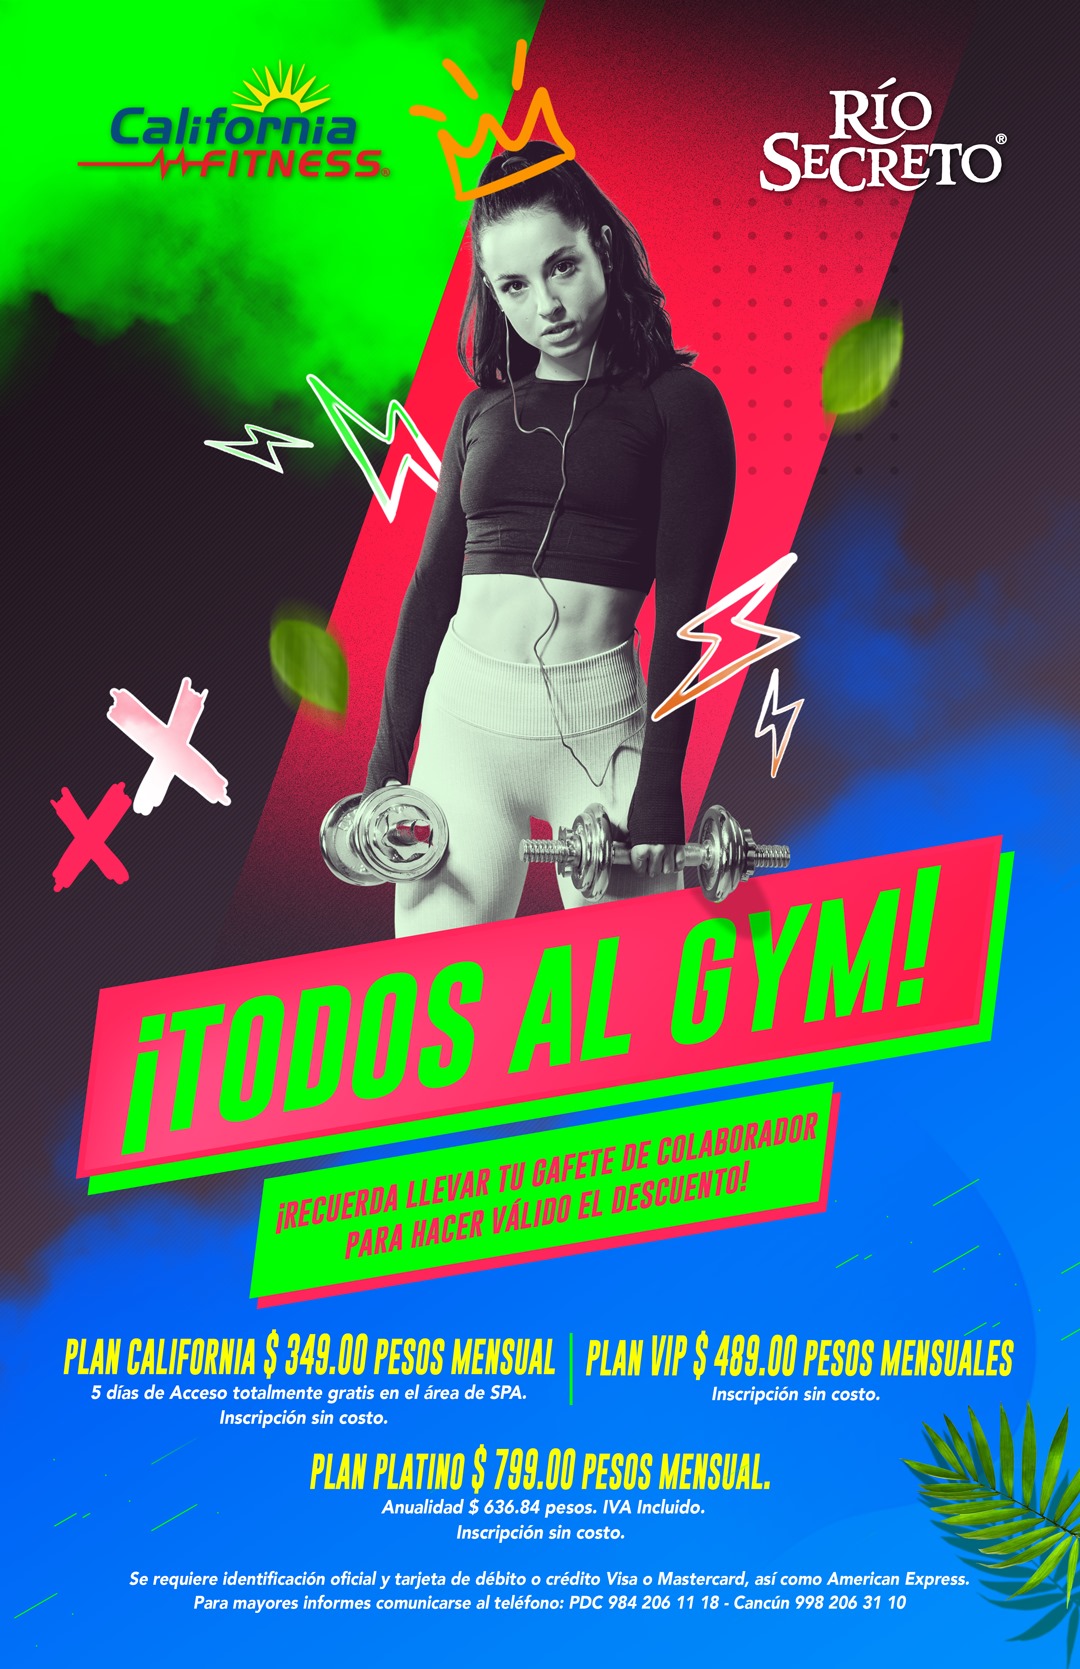 California
FITNESS®
RÍO
SECRETO®
¡TODOS AL GYM!
¡RECUERDA LLEVAR TU GAFETE DE COLABORADOR
PARA HACER VÁLIDO EL DESCUENTO!
PLAN CALIFORNIA $ 349.00 PESOS MENSUAL
5 días de Acceso totalmente gratis en el área de SPA.
Inscripción sin costo.
PLAN VIP $ 489.00 PESOS MENSUALES
Inscripción sin costo.
PLAN PLATINO $ 799.00 PESOS MENSUAL.
Anualidad $ 636.84 pesos. IVA Incluido.
Inscripción sin costo.
Se requiere identificación oficial y tarjeta de débito o crédito Visa o Mastercard, así como American Express.
Para mayores informes comunicarse al teléfono: PDC 984 206 11 18 - Cancún 998 206 31 10